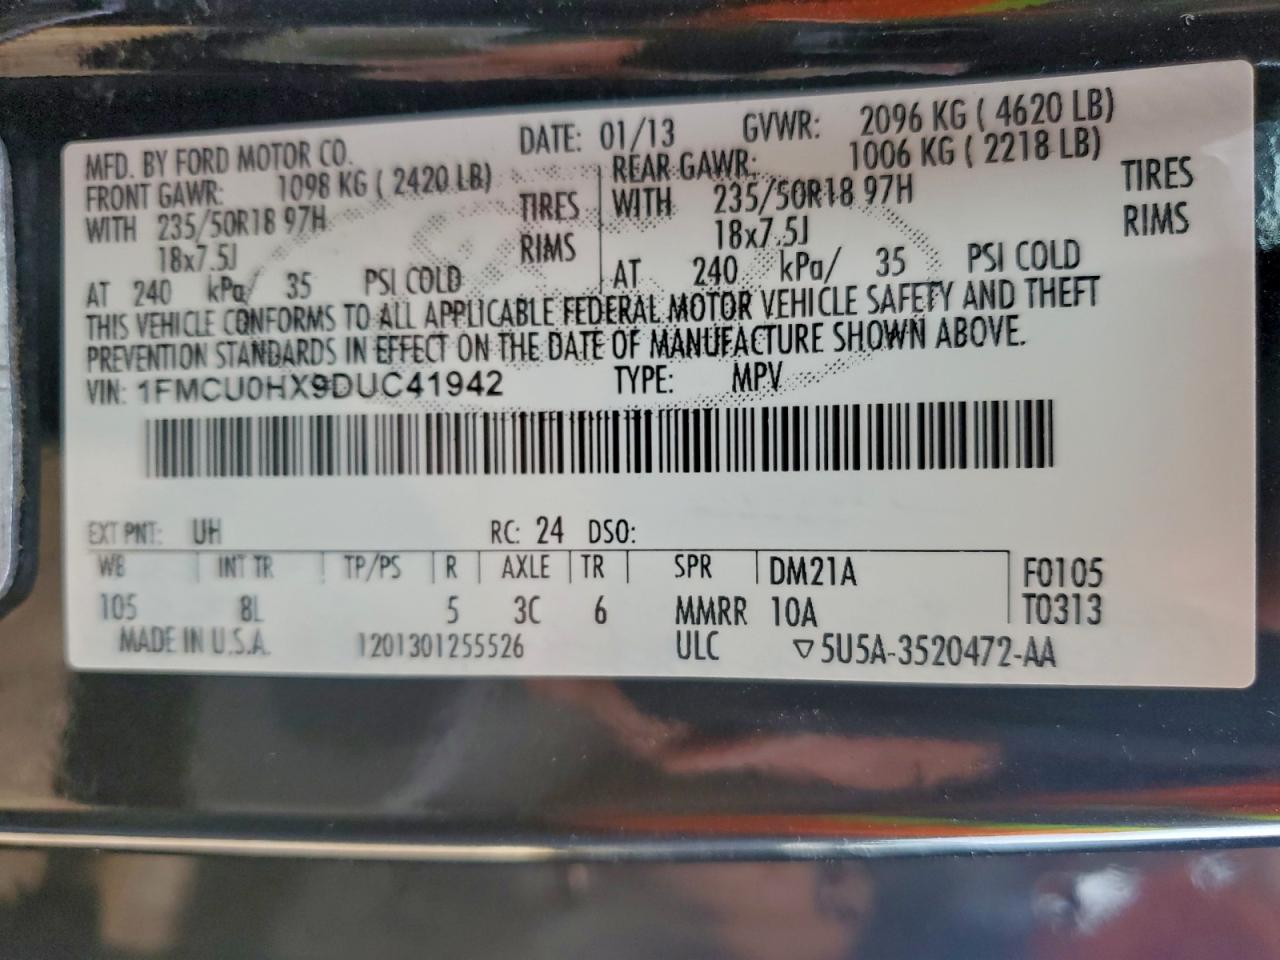 MFD. BY FORD MOTOR CO. DATE: 01/13 GVWR: 2096 KG ( 4620 LB)
FRONT GAWR: 1098 KG ( 2420 LB) REAR GAWR: 1006 KG ( 2218 LB)
WITH 235/50R18 97H TIRES WITH 235/50R18 97H TIRES
18x7.5J RIMS 18x7.5J RIMS
AT 240 kPa/ 35 PSI COLD AT 240 kPa/ 35 PSI COLD
THIS VEHICLE CONFORMS TO ALL APPLICABLE FEDERAL MOTOR VEHICLE SAFETY AND THEFT
PREVENTION STANDARDS IN EFFECT ON THE DATE OF MANUFACTURE SHOWN ABOVE.
VIN: 1FMCU0HX9DUC41942 TYPE: MPV
EXT PNT: UH RC: 24 DSO:
WB INT TR TP/PS R AXLE TR SPR DM21A F0105
105 8L 5 3C 6 MMRR 10A T0313
MADE IN U.S.A. 1201301255526 ULC ▽5U5A-3520472-AA